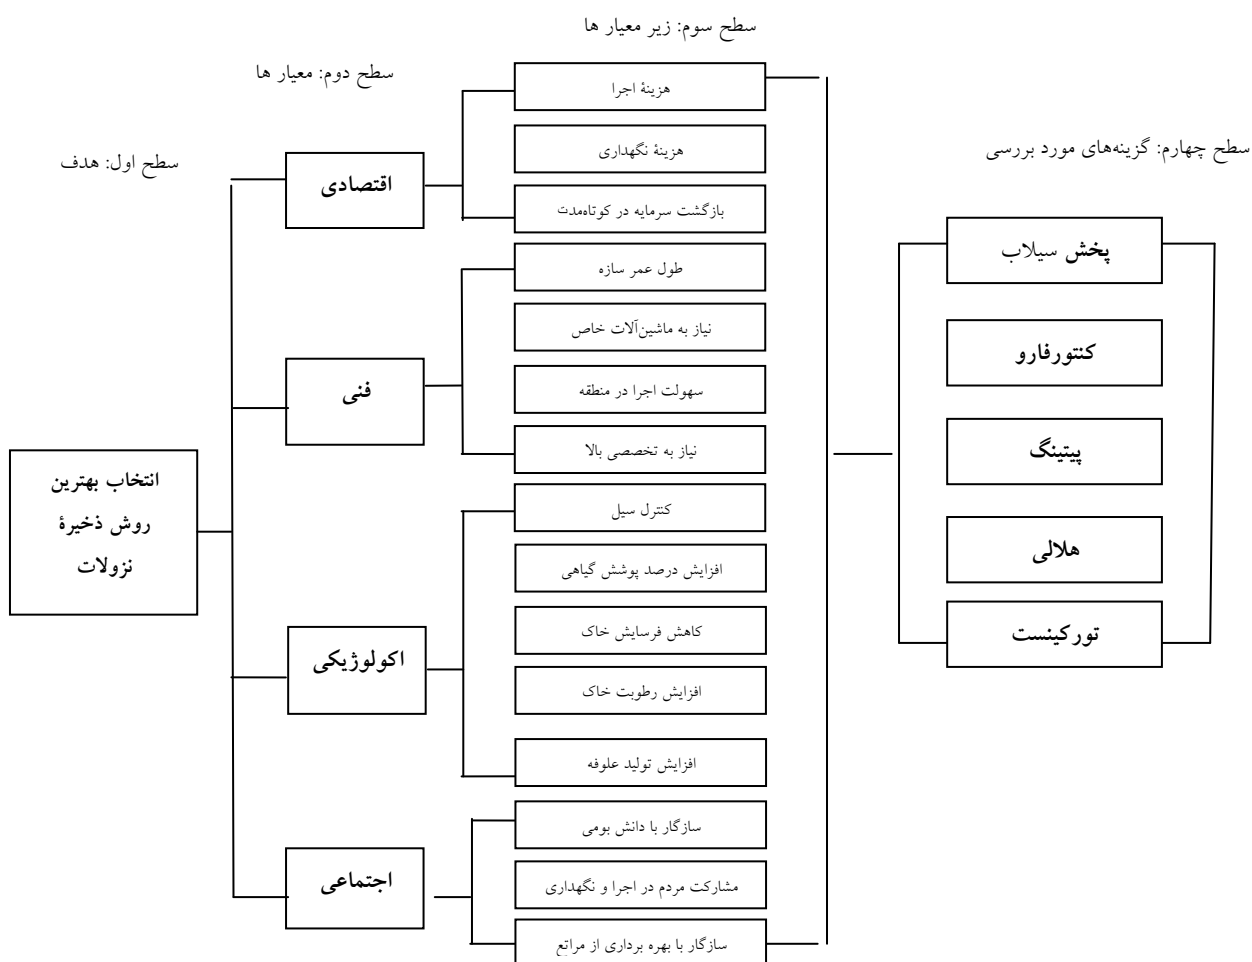 سطح سوم: زیر معیار ها
سطح دوم: معیار ها
سطح اول: هدف
سطح چهارم: گزینه‌های مورد بررسی
انتخاب بهترین
روش ذخیرۀ
نزولات
اقتصادی
فنی
اکولوژیکی
اجتماعی
هزینۀ اجرا
هزینۀ نگهداری
بازگشت سرمایه در کوتاه‌مدت
طول عمر سازه
نیاز به ماشین‌آلات خاص
سهولت اجرا در منطقه
نیاز به تخصصی بالا
کنترل سیل
افزایش درصد پوشش گیاهی
کاهش فرسایش خاک
افزایش رطوبت خاک
افزایش تولید علوفه
سازگار با دانش بومی
مشارکت مردم در اجرا و نگهداری
سازگار با بهره برداری از مراتع
پخش سیلاب
کنتورفارو
پیتینگ
هلالی
تورکینست